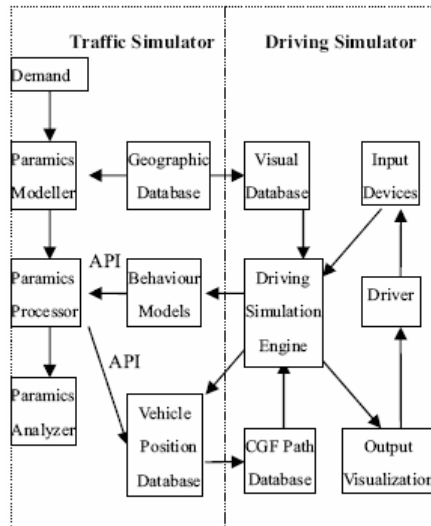 Traffic Simulator
Driving Simulator
Demand
Paramics
Modeller
Geographic
Database
Visual
Database
Input
Devices
API
Paramics
Processor
Behaviour
Models
Driving
Simulation
Engine
Driver
API
Paramics
Analyzer
Vehicle
Position
Database
CGF Path
Database
Output
Visualization